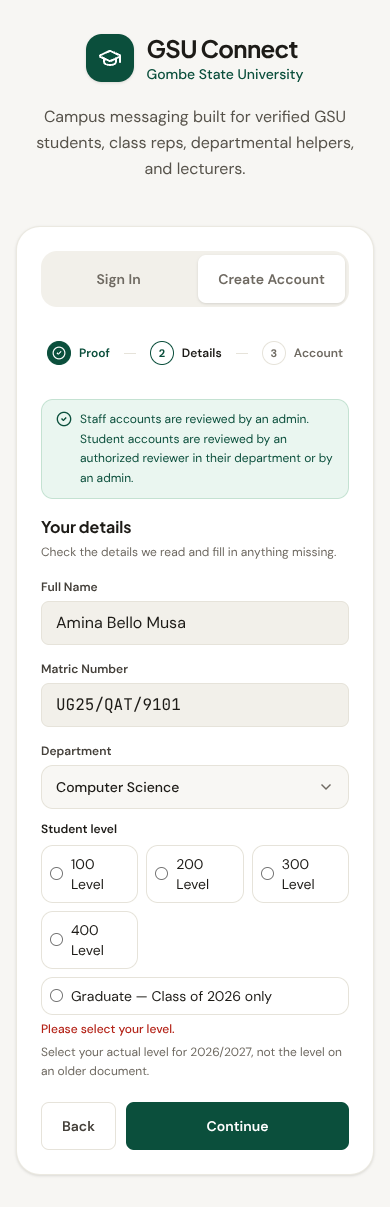 GSU Connect
Gombe State University
Campus messaging built for verified GSU
students, class reps, departmental helpers,
and lecturers.
Sign In
Create Account
Proof
2 Details
3 Account
Staff accounts are reviewed by an admin.
Student accounts are reviewed by an
authorized reviewer in their department or by
an admin.
Your details
Check the details we read and fill in anything missing.
Full Name
Amina Bello Musa
Matric Number
UG25/QAT/9101
Department
Computer Science
Student level
100
Level
200
Level
300
Level
400
Level
Graduate — Class of 2026 only
Please select your level.
Select your actual level for 2026/2027, not the level on
an older document.
Back
Continue